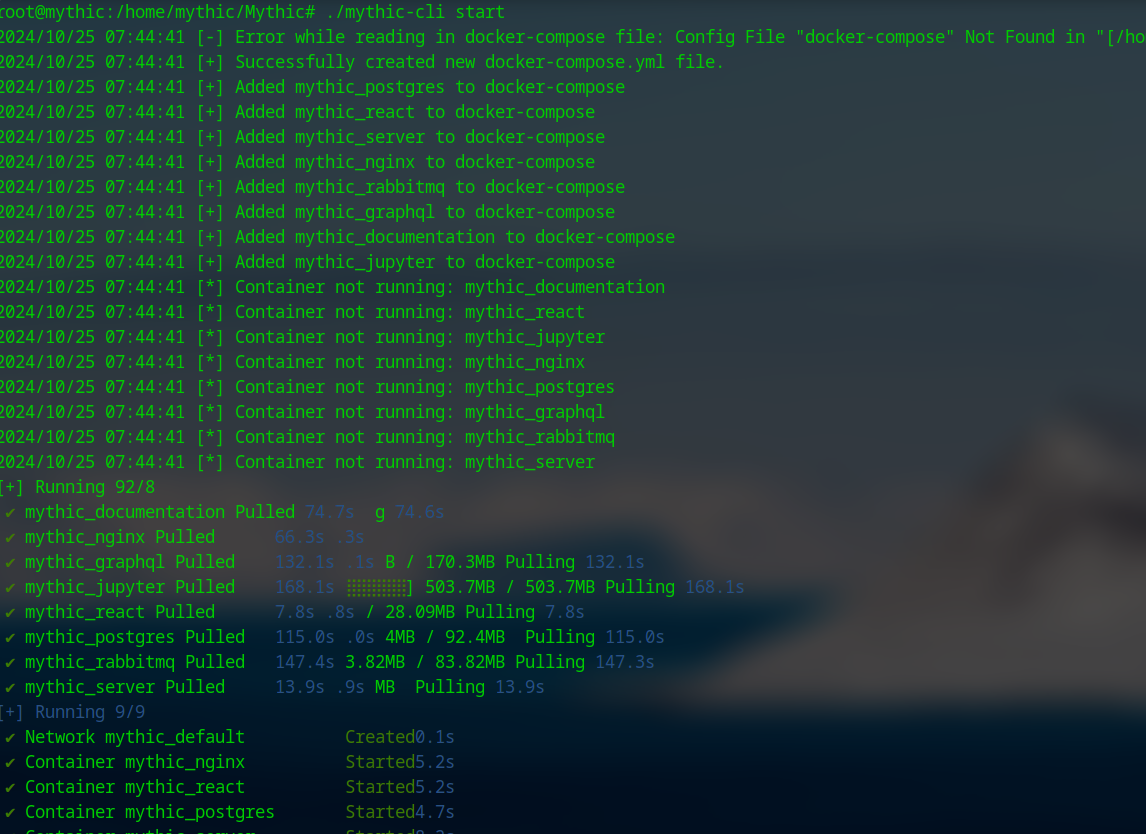 root@mythic:/home/mythic/Mythic# ./mythic-cli start
2024/10/25 07:44:41 [-] Error while reading in docker-compose file: Config File "docker-compose" Not Found in "[/ho
2024/10/25 07:44:41 [+] Successfully created new docker-compose.yml file.
2024/10/25 07:44:41 [+] Added mythic_postgres to docker-compose
2024/10/25 07:44:41 [+] Added mythic_react to docker-compose
2024/10/25 07:44:41 [+] Added mythic_server to docker-compose
2024/10/25 07:44:41 [+] Added mythic_nginx to docker-compose
2024/10/25 07:44:41 [+] Added mythic_rabbitmq to docker-compose
2024/10/25 07:44:41 [+] Added mythic_graphql to docker-compose
2024/10/25 07:44:41 [+] Added mythic_documentation to docker-compose
2024/10/25 07:44:41 [+] Added mythic_jupyter to docker-compose
2024/10/25 07:44:41 [*] Container not running: mythic_documentation
2024/10/25 07:44:41 [*] Container not running: mythic_react
2024/10/25 07:44:41 [*] Container not running: mythic_jupyter
2024/10/25 07:44:41 [*] Container not running: mythic_nginx
2024/10/25 07:44:41 [*] Container not running: mythic_postgres
2024/10/25 07:44:41 [*] Container not running: mythic_graphql
2024/10/25 07:44:41 [*] Container not running: mythic_rabbitmq
2024/10/25 07:44:41 [*] Container not running: mythic_server
[+] Running 92/8
✔ mythic_documentation Pulled 74.7s  g 74.6s
✔ mythic_nginx Pulled      66.3s .3s
✔ mythic_graphql Pulled    132.1s .1s B / 170.3MB Pulling 132.1s
✔ mythic_jupyter Pulled    168.1s ⣿⣿⣿⣿⣿⣿⣿⣿⣿] 503.7MB / 503.7MB Pulling 168.1s
✔ mythic_react Pulled      7.8s .8s / 28.09MB Pulling 7.8s
✔ mythic_postgres Pulled   115.0s .0s 4MB / 92.4MB  Pulling 115.0s
✔ mythic_rabbitmq Pulled   147.4s 3.82MB / 83.82MB Pulling 147.3s
✔ mythic_server Pulled     13.9s .9s MB  Pulling 13.9s
[+] Running 9/9
✔ Network mythic_default          Created0.1s
✔ Container mythic_nginx          Started5.2s
✔ Container mythic_react          Started5.2s
✔ Container mythic_postgres       Started4.7s